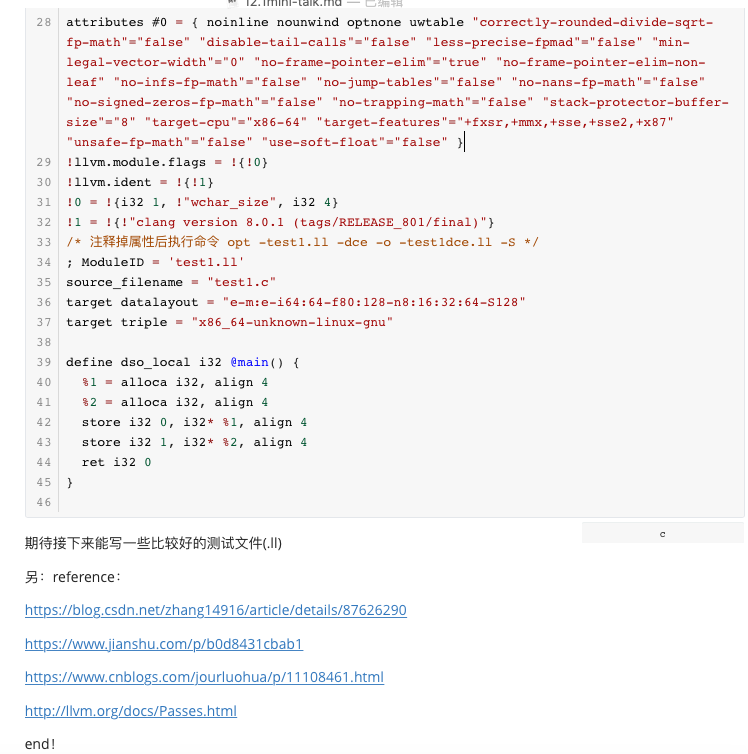 12.1mini-talk.md — 已编辑
28 attributes #0 = { noinline nounwind optnone uwtable "correctly-rounded-divide-sqrt-
fp-math"="false" "disable-tail-calls"="false" "less-precise-fpmad"="false" "min-
legal-vector-width"="0" "no-frame-pointer-elim"="true" "no-frame-pointer-elim-non-
leaf" "no-infs-fp-math"="false" "no-jump-tables"="false" "no-nans-fp-math"="false"
"no-signed-zeros-fp-math"="false" "no-trapping-math"="false" "stack-protector-buffer-
size"="8" "target-cpu"="x86-64" "target-features"="+fxsr,+mmx,+sse,+sse2,+x87"
"unsafe-fp-math"="false" "use-soft-float"="false" }
29 !llvm.module.flags = !{!0}
30 !llvm.ident = !{!1}
31 !0 = !{i32 1, !"wchar_size", i32 4}
32 !1 = !{!"clang version 8.0.1 (tags/RELEASE_801/final)"}
33 /* 注释掉属性后执行命令 opt -test1.ll -dce -o -test1dce.ll -S */
34 ; ModuleID = 'test1.ll'
35 source_filename = "test1.c"
36 target datalayout = "e-m:e-i64:64-f80:128-n8:16:32:64-S128"
37 target triple = "x86_64-unknown-linux-gnu"
38
39 define dso_local i32 @main() {
40   %1 = alloca i32, align 4
41   %2 = alloca i32, align 4
42   store i32 0, i32* %1, align 4
43   store i32 1, i32* %2, align 4
44   ret i32 0
45 }
46
c
期待接下来能写一些比较好的测试文件(.ll)
另：reference：
https://blog.csdn.net/zhang14916/article/details/87626290
https://www.jianshu.com/p/b0d8431cbab1
https://www.cnblogs.com/jourluohua/p/11108461.html
http://llvm.org/docs/Passes.html
end！